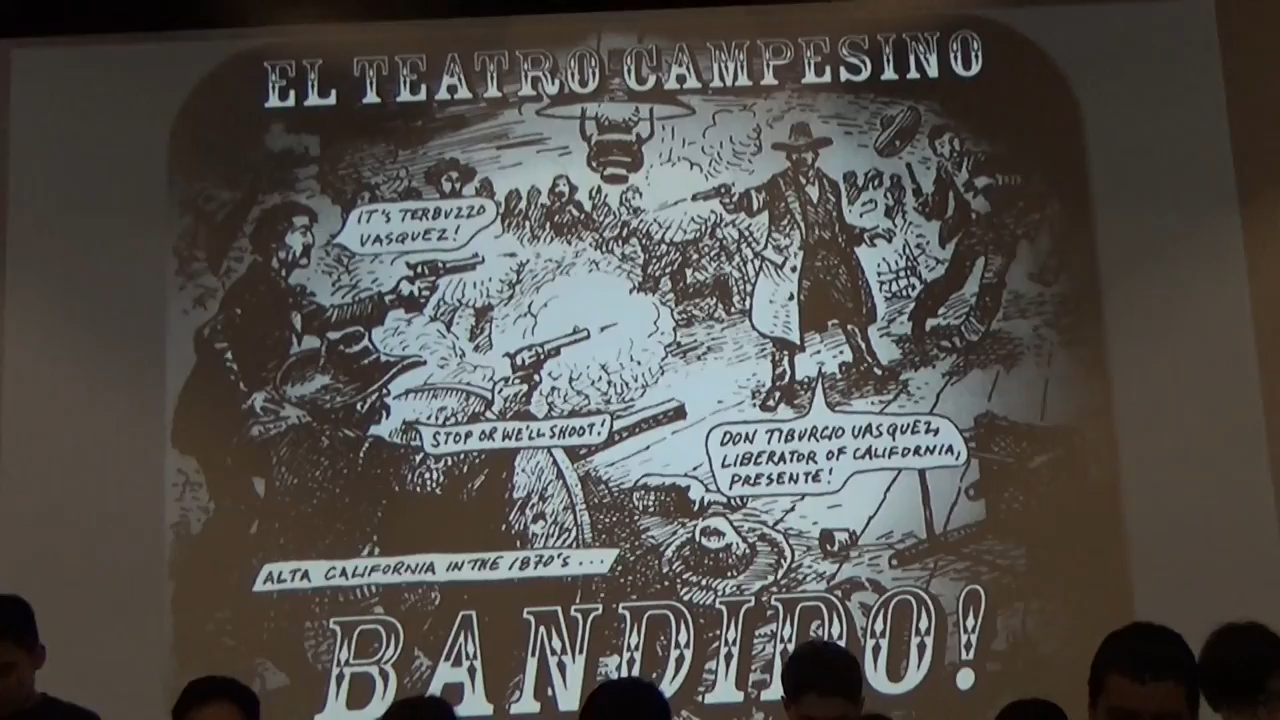 EL TEATRO CAMPESINO
IT'S TERBUZZO
VASQUEZ!
STOP OR WE'LL SHOOT!
DON TIBURCIO VASQUEZ,
LIBERATOR OF CALIFORNIA,
PRESENTE!
ALTA CALIFORNIA IN THE 1870'S ...
BANDIDO!